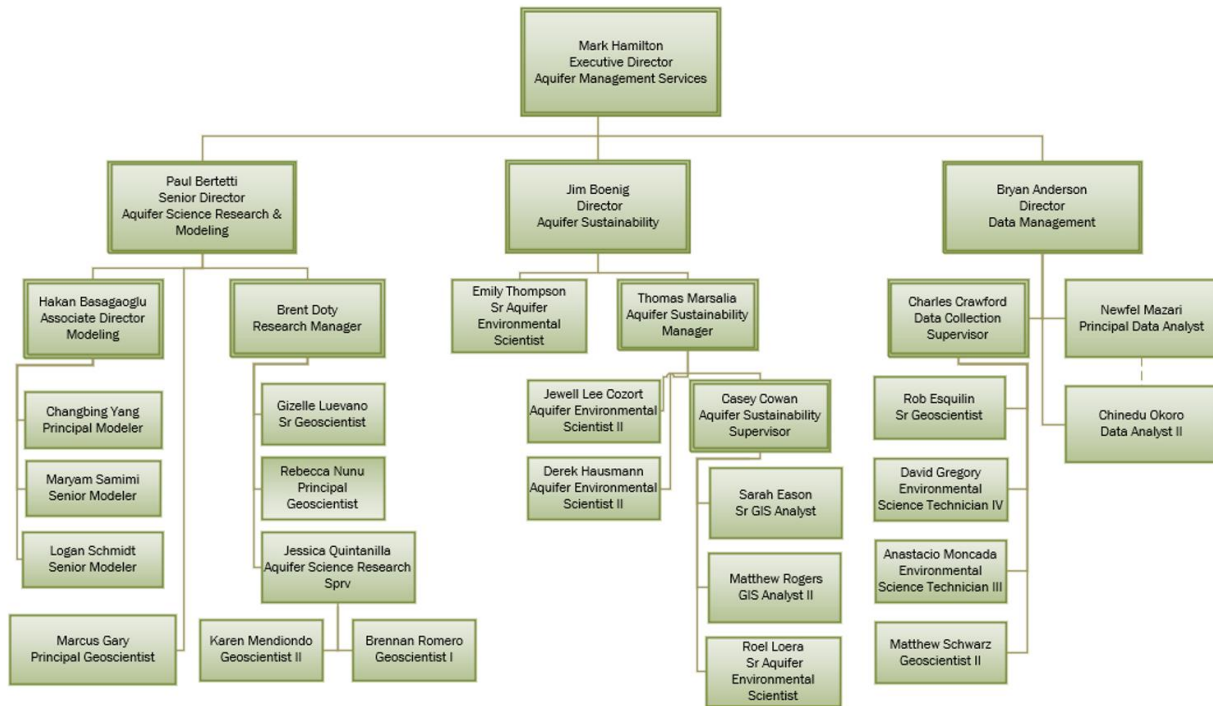 Mark Hamilton
Executive Director
Aquifer Management Services
Paul Bertetti
Senior Director
Aquifer Science Research &
Modeling
Jim Boenig
Director
Aquifer Sustainability
Bryan Anderson
Director
Data Management
Hakan Basagaoglu
Associate Director
Modeling
Brent Doty
Research Manager
Emily Thompson
Sr Aquifer
Environmental
Scientist
Thomas Marsalia
Aquifer Sustainability
Manager
Charles Crawford
Data Collection
Supervisor
Newfel Mazari
Principal Data Analyst
Changbing Yang
Principal Modeler
Maryam Samimi
Senior Modeler
Logan Schmidt
Senior Modeler
Marcus Gary
Principal Geoscientist
Gizelle Luevano
Sr Geoscientist
Rebecca Nunu
Principal
Geoscientist
Jessica Quintanilla
Aquifer Science Research
Sprv
Karen Mendiondo
Geoscientist II
Brennan Romero
Geoscientist I
Jewell Lee Cozort
Aquifer Environmental
Scientist II
Derek Hausmann
Aquifer Environmental
Scientist II
Casey Cowan
Aquifer Sustainability
Supervisor
Sarah Eason
Sr GIS Analyst
Matthew Rogers
GIS Analyst II
Roel Loera
Sr Aquifer
Environmental
Scientist
Rob Esquilin
Sr Geoscientist
David Gregory
Environmental
Science Technician IV
Anastacio Moncada
Environmental
Science Technician III
Matthew Schwarz
Geoscientist II
Chinedu Okoro
Data Analyst II